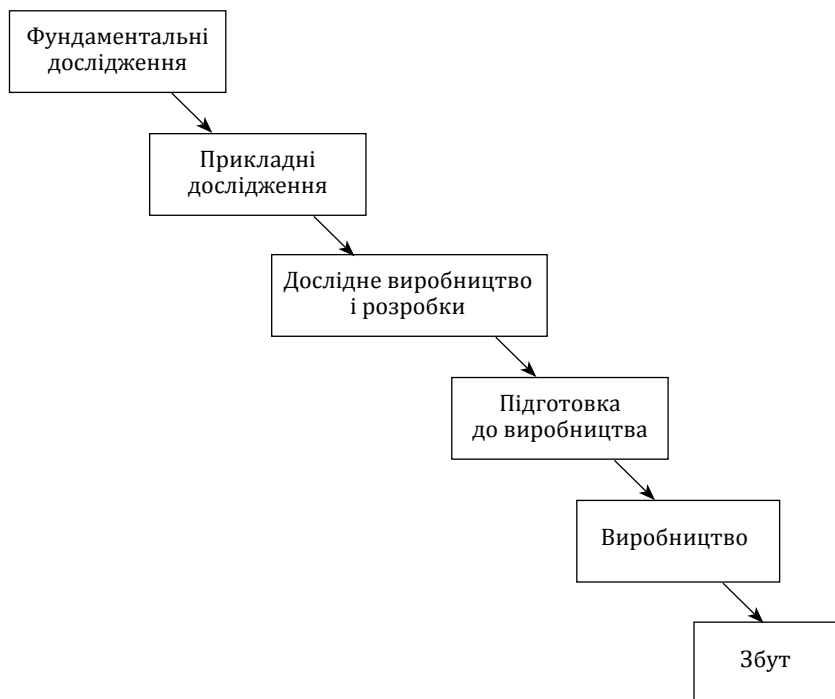 Фундаментальні
дослідження
Прикладні
дослідження
Дослідне виробництво
і розробки
Підготовка
до виробництва
Виробництво
Збут